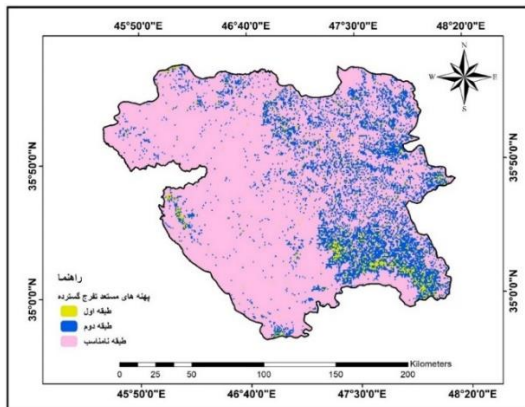 45°50'0"E 46°40'0"E 47°30'0"E 48°20'0"E
N
W E
S
35°50'0"N 35°50'0"N
35°0'0"N 35°0'0"N
راهنما
پهنه های مستعد تفرج گسترده
طبقه اول
طبقه دوم
طبقه نامناسب
Kilometers
0 25 50 100 150 200
45°50'0"E 46°40'0"E 47°30'0"E 48°20'0"E